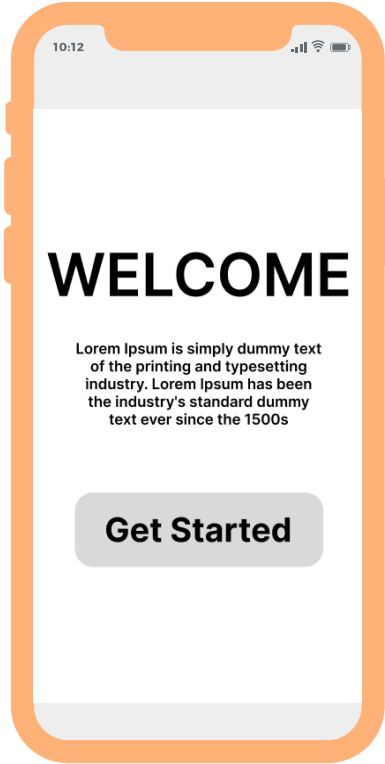 10:12
WELCOME
Lorem Ipsum is simply dummy text
of the printing and typesetting
industry. Lorem Ipsum has been
the industry's standard dummy
text ever since the 1500s
Get Started